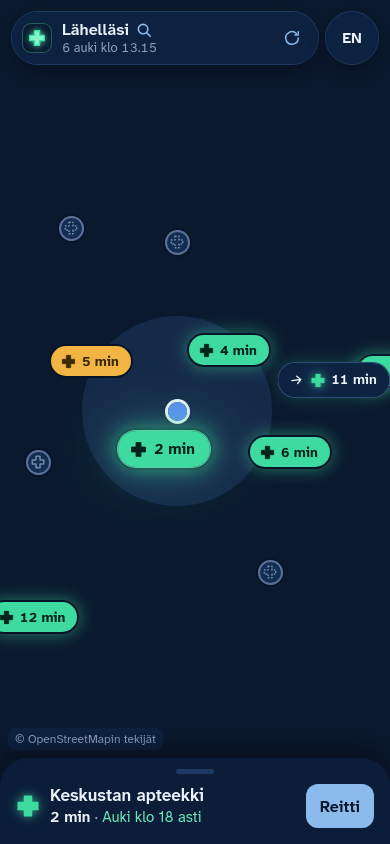 Lähelläsi
6 auki klo 13.15
EN
4 min
5 min
11 min
2 min
6 min
12 min
© OpenStreetMapin tekijät
Keskustan apteekki
2 min · Auki klo 18 asti
Reitti